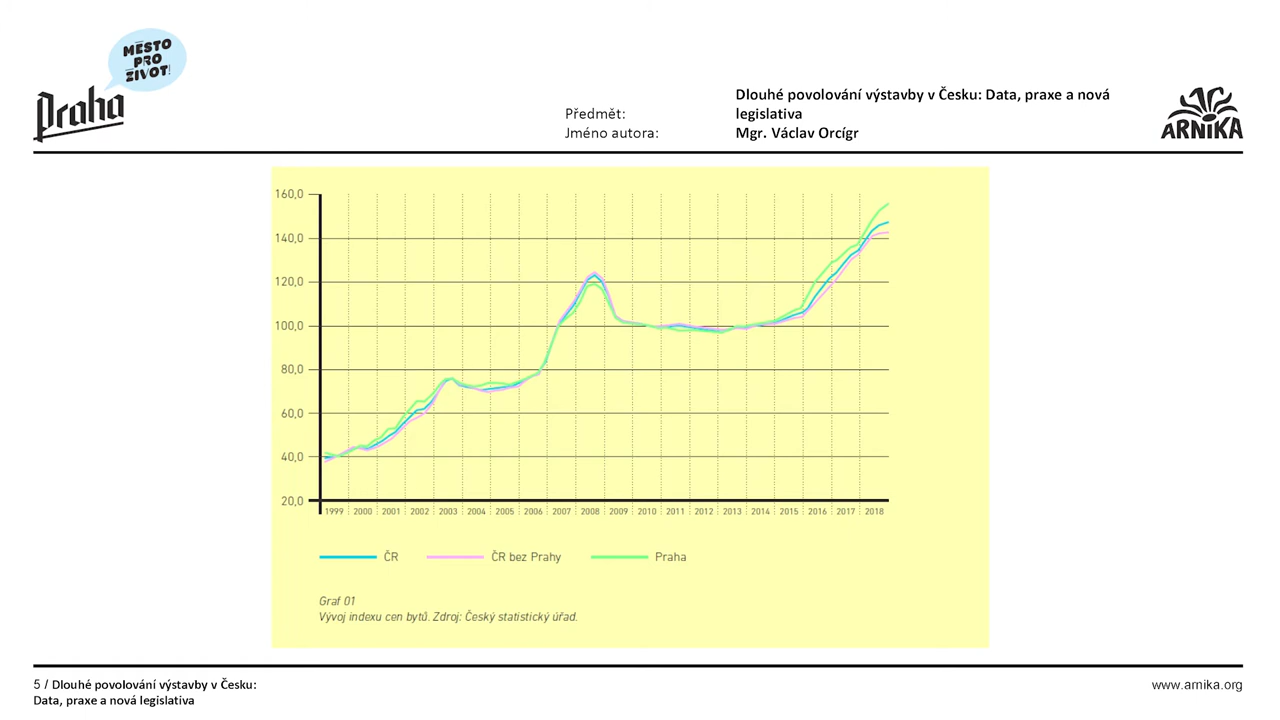 MĚSTO
PRO
ŽIVOT!
Praha
Předmět:
Dlouhé povolování výstavby v Česku: Data, praxe a nová
legislativa
Jméno autora:
Mgr. Václav Orcígr
ARNIKA
160,0
140,0
120,0
100,0
80,0
60,0
40,0
20,0
1999 2000 2001 2002 2003 2004 2005 2006 2007 2008 2009 2010 2011 2012 2013 2014 2015 2016 2017 2018
ČR ČR bez Prahy Praha
Graf 01
Vývoj indexu cen bytů. Zdroj: Český statistický úřad.
5 / Dlouhé povolování výstavby v Česku:
Data, praxe a nová legislativa
www.arnika.org